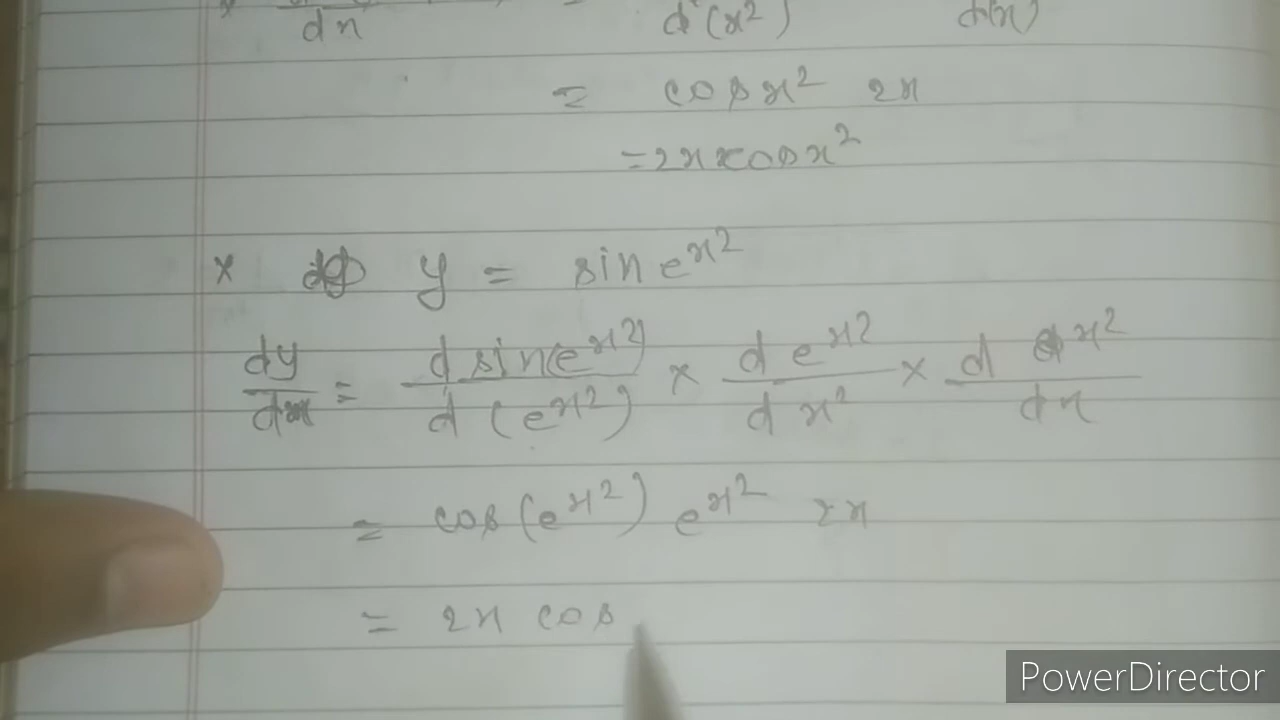 dx d(x²) d(x)
= cos x² 2x
= 2x x cos x²
x y = sin e^{x²}
dy/dx = d sin(e^{x²}) / d(e^{x²}) × d e^{x²} / d x² × d x² / dx
= cos(e^{x²}) e^{x²} 2x
= 2x cos
PowerDirector